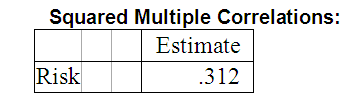 Squared Multiple Correlations:
Estimate
Risk .312